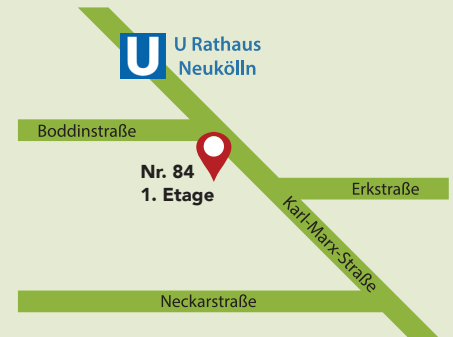 U
U Rathaus
Neukölln
Boddinstraße
Nr. 84
1. Etage
Erkstraße
Karl-Marx-Straße
Neckarstraße